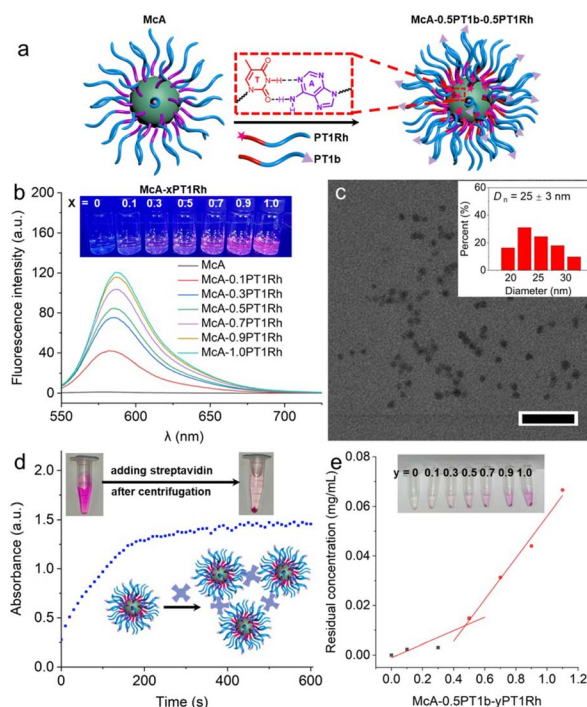 a
McA
McA-0.5PT1b-0.5PT1Rh
T
A
O
N
H
N
N
O
H
N
N
N
H
PT1Rh
PT1b
b
McA-xPT1Rh
X = 0 0.1 0.3 0.5 0.7 0.9 1.0
Fluorescence intensity (a.u.)
200
160
120
80
40
0
McA
McA-0.1PT1Rh
McA-0.3PT1Rh
McA-0.5PT1Rh
McA-0.7PT1Rh
McA-0.9PT1Rh
McA-1.0PT1Rh
550 600 650 700
λ (nm)
c
Dn = 25 ± 3 nm
Percent (%)
60
40
20
0
20 25 30
Diameter (nm)
d
adding streptavidin
after centrifugation
Absorbance (a.u.)
2.0
1.5
1.0
0.5
0.0
0 200 400 600
Time (s)
e
y = 0 0.1 0.3 0.5 0.7 0.9 1.0
Residual concentration (mg/mL)
0.08
0.06
0.04
0.02
0.00
0.0 0.2 0.4 0.6 0.8 1.0 1.2
McA-0.5PT1b-yPT1Rh